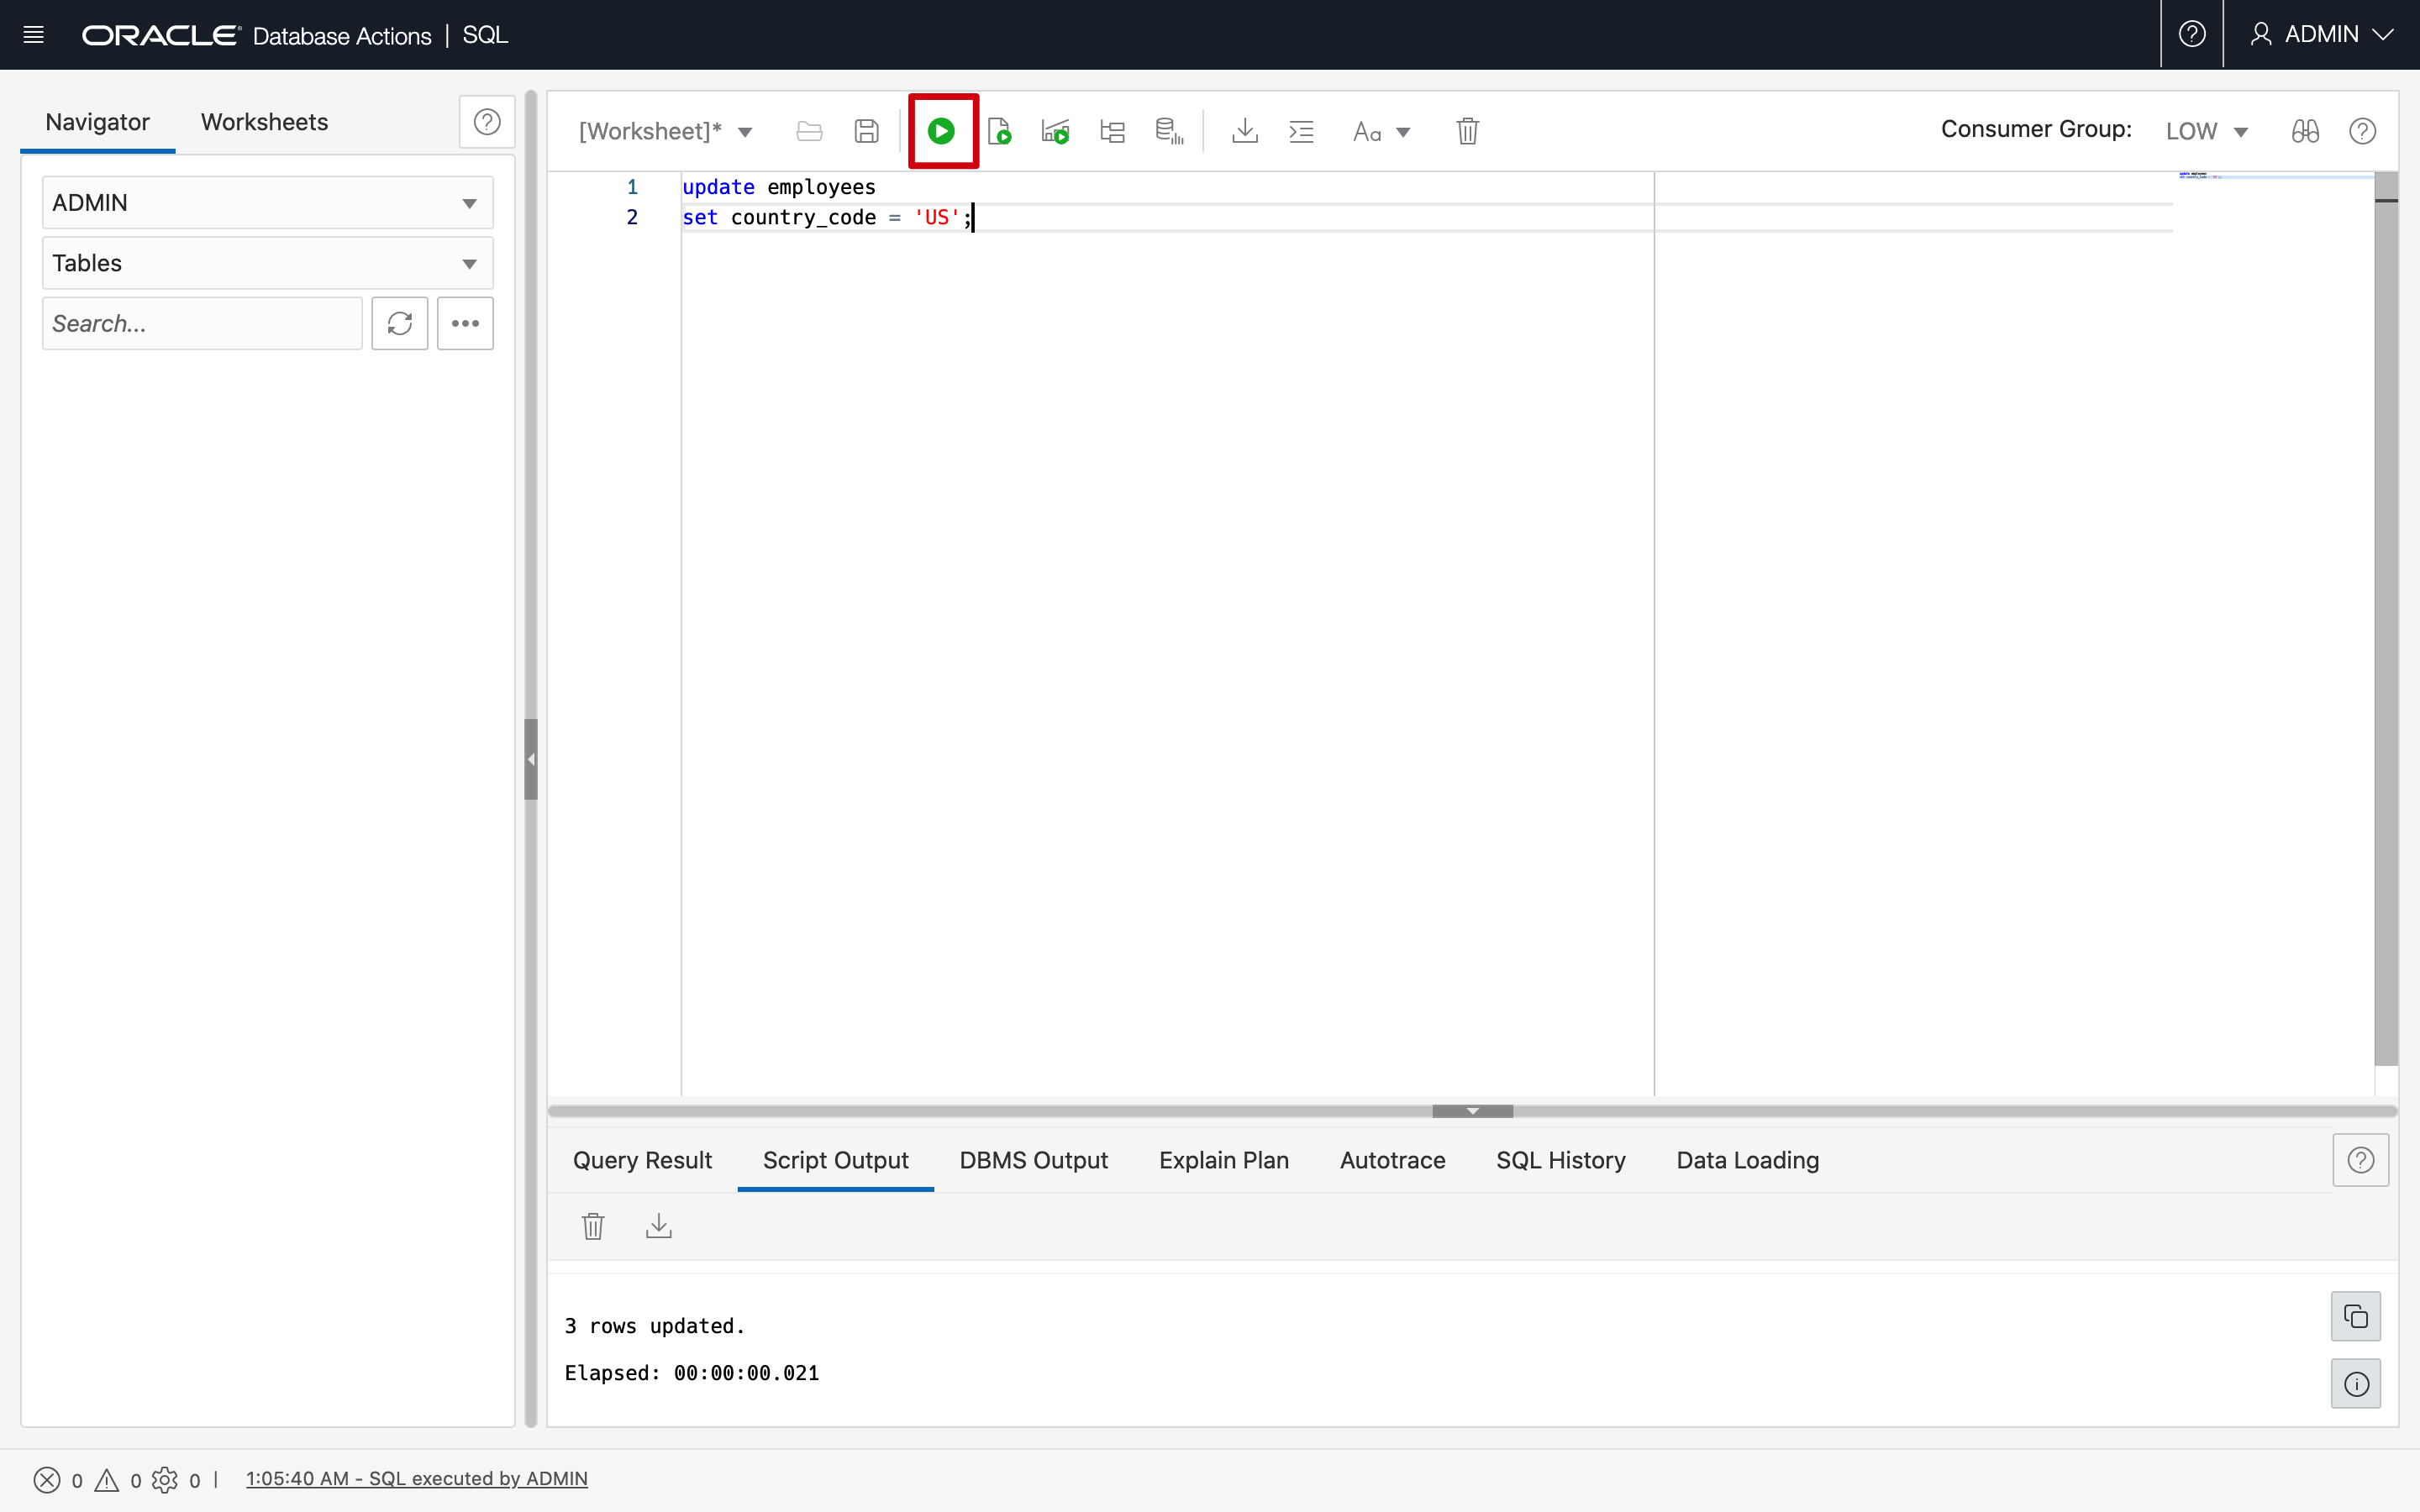 ORACLE Database Actions | SQL
ADMIN
Navigator
Worksheets
ADMIN
Tables
Search...
[Worksheet]*
Aa
Consumer Group:
LOW
1 update employees
2 set country_code = 'US';
Query Result
Script Output
DBMS Output
Explain Plan
Autotrace
SQL History
Data Loading
3 rows updated.
Elapsed: 00:00:00.021
0 0 0 | 1:05:40 AM - SQL executed by ADMIN